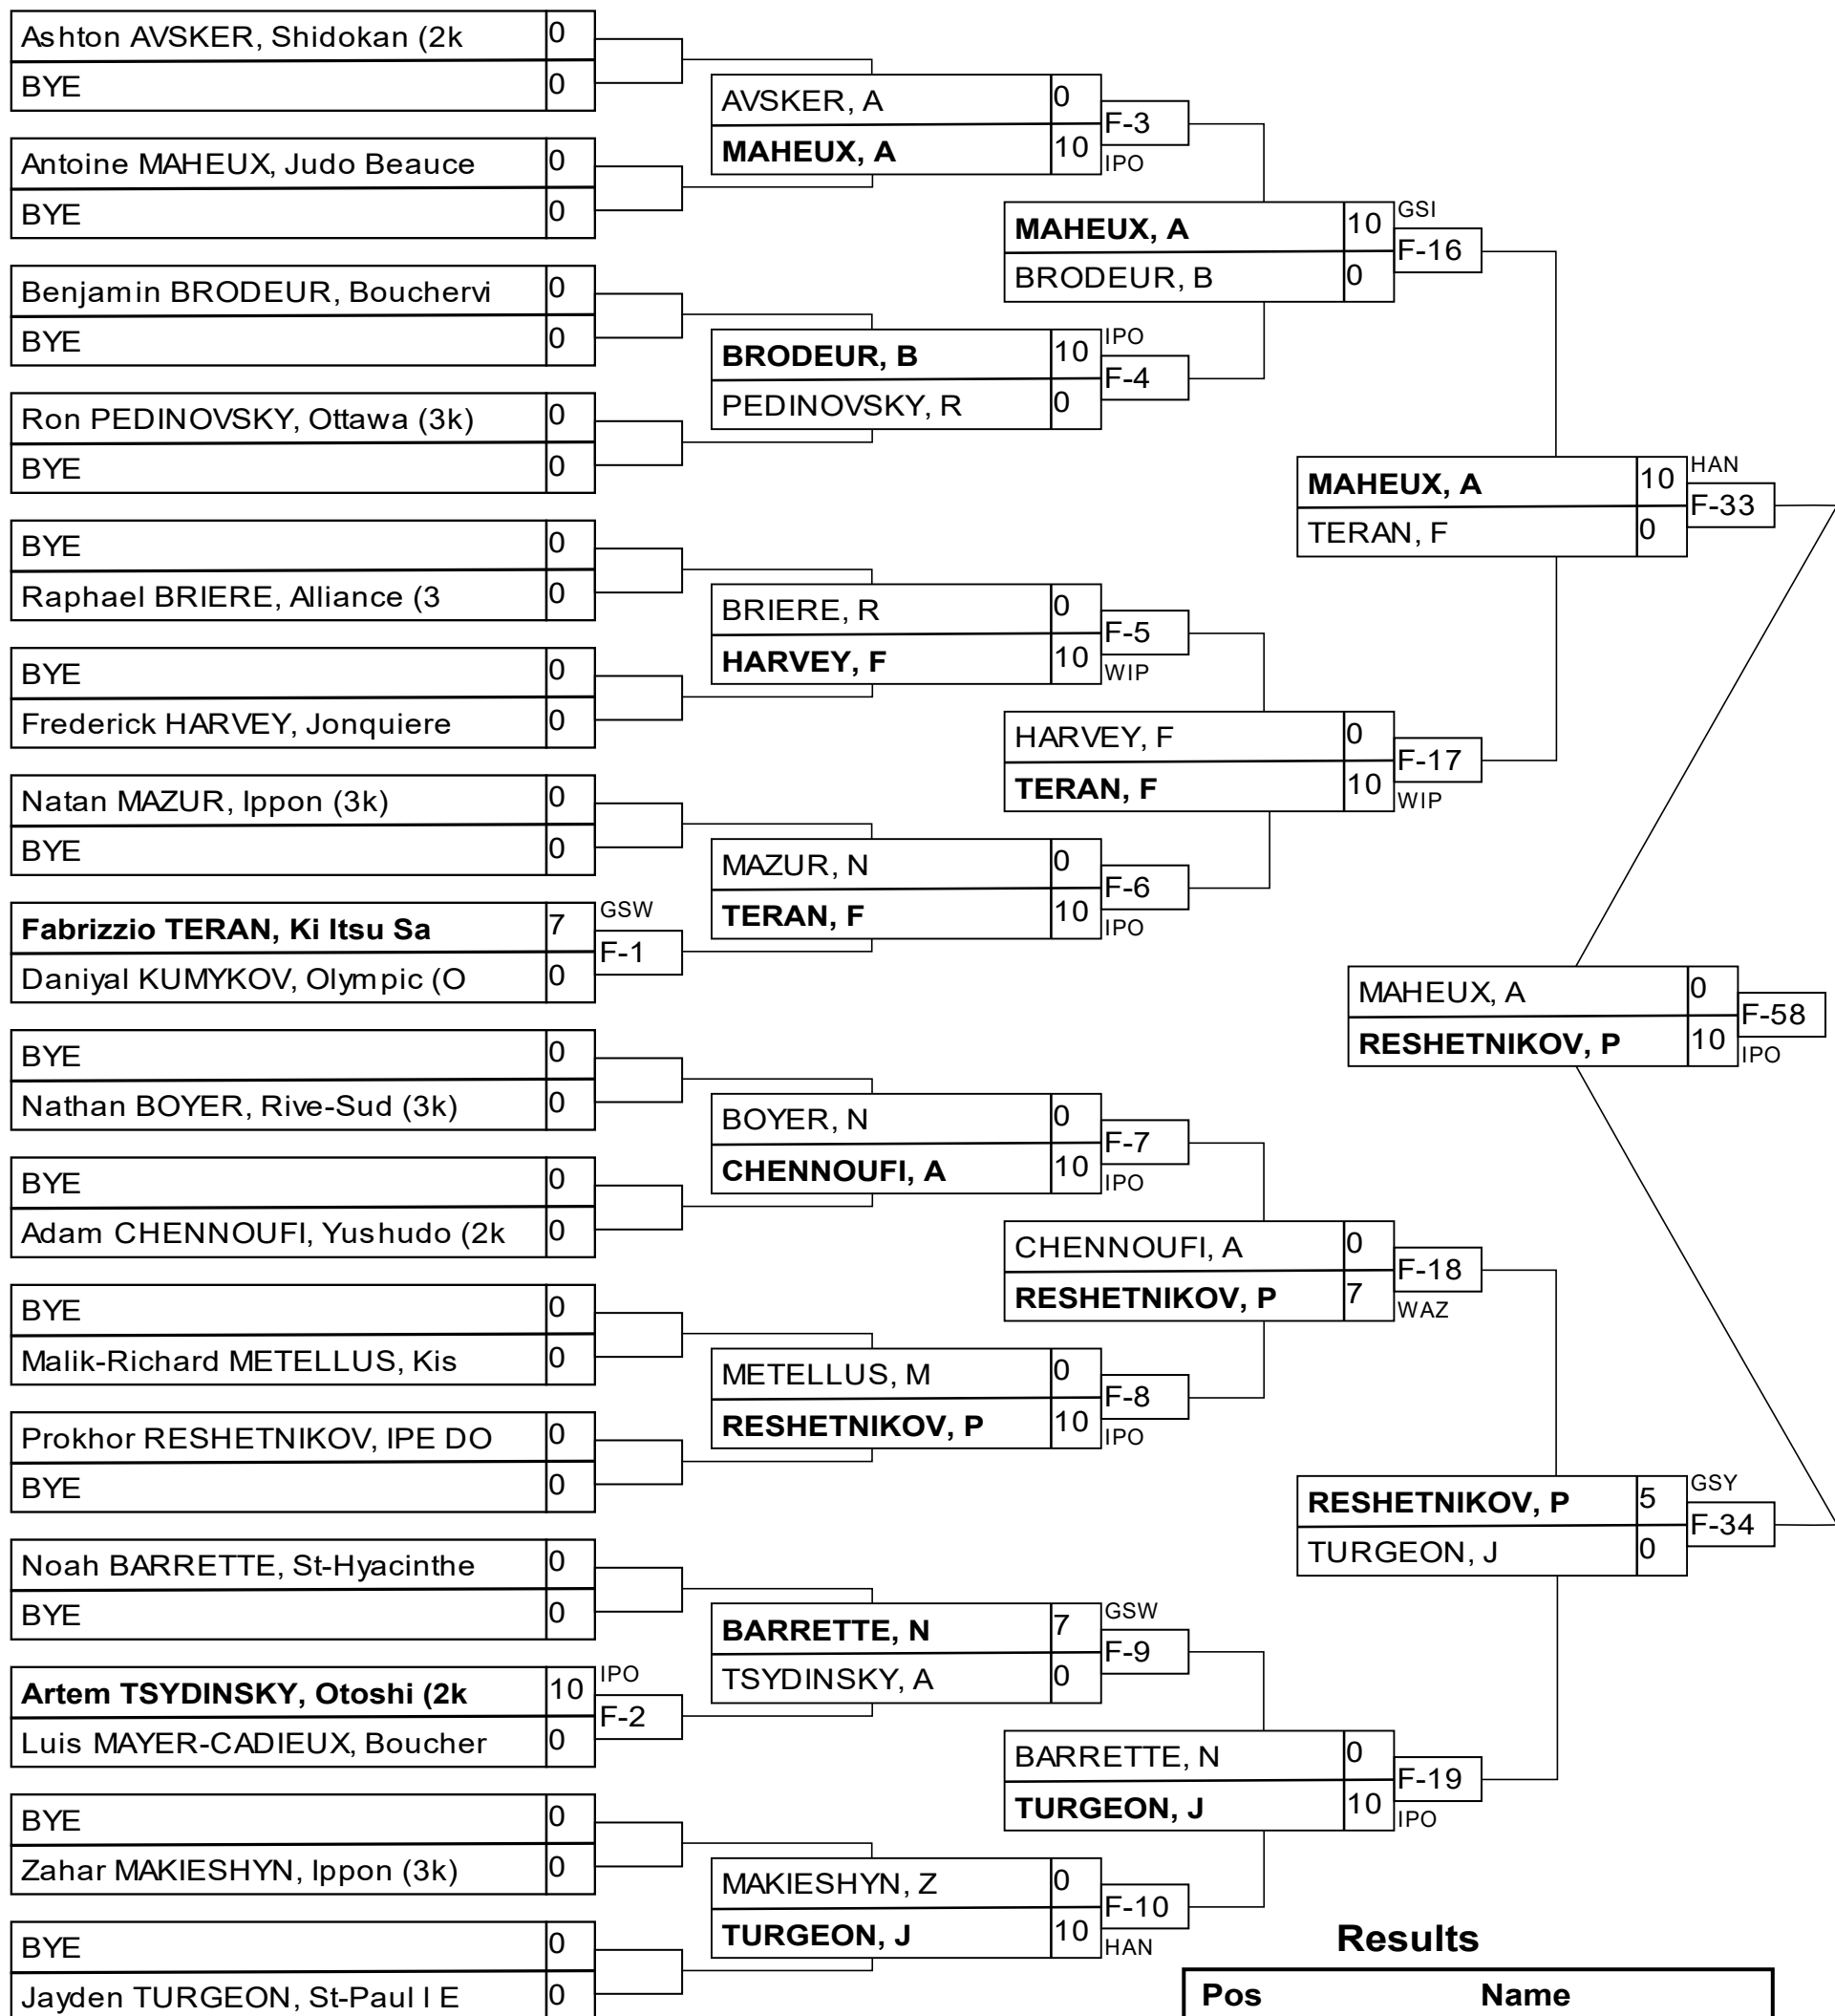 Ashton AVSKER, Shidokan (2k 0
BYE 0
Antoine MAHEUX, Judo Beauce 0
BYE 0
Benjamin BRODEUR, Bouchervi 0
BYE 0
Ron PEDINOVSKY, Ottawa (3k) 0
BYE 0
BYE 0
Raphael BRIERE, Alliance (3 0
BYE 0
Frederick HARVEY, Jonquiere 0
Natan MAZUR, Ippon (3k) 0
BYE 0
Fabrizzio TERAN, Ki Itsu Sa 7 GSW
F-1
Daniyal KUMYKOV, Olympic (O 0
BYE 0
Nathan BOYER, Rive-Sud (3k) 0
BYE 0
Adam CHENNOUFI, Yushudo (2k 0
BYE 0
Malik-Richard METELLUS, Kis 0
Prokhor RESHETNIKOV, IPE DO 0
BYE 0
Noah BARRETTE, St-Hyacinthe 0
BYE 0
Artem TSYDINSKY, Otoshi (2k 10 IPO
F-2
Luis MAYER-CADIEUX, Boucher 0
BYE 0
Zahar MAKIESHYN, Ippon (3k) 0
BYE 0
Jayden TURGEON, St-Paul l E 0
AVSKER, A 0
F-3
MAHEUX, A 10 IPO
BRODEUR, B 10 IPO
F-4
PEDINOVSKY, R 0
BRIERE, R 0
F-5
HARVEY, F 10 WIP
MAZUR, N 0
F-6
TERAN, F 10 IPO
BOYER, N 0
F-7
CHENNOUFI, A 10 IPO
METELLUS, M 0
F-8
RESHETNIKOV, P 10 IPO
BARRETTE, N 7 GSW
F-9
TSYDINSKY, A 0
MAKIESHYN, Z 0
F-10
TURGEON, J 10 HAN
MAHEUX, A 10 GSI
F-16
BRODEUR, B 0
HARVEY, F 0
F-17
TERAN, F 10 WIP
CHENNOUFI, A 0
F-18
RESHETNIKOV, P 7 WAZ
BARRETTE, N 0
F-19
TURGEON, J 10 IPO
MAHEUX, A 10 HAN
F-33
TERAN, F 0
RESHETNIKOV, P 5 GSY
F-34
TURGEON, J 0
MAHEUX, A 0
F-58
RESHETNIKOV, P 10 IPO
Results
Pos Name